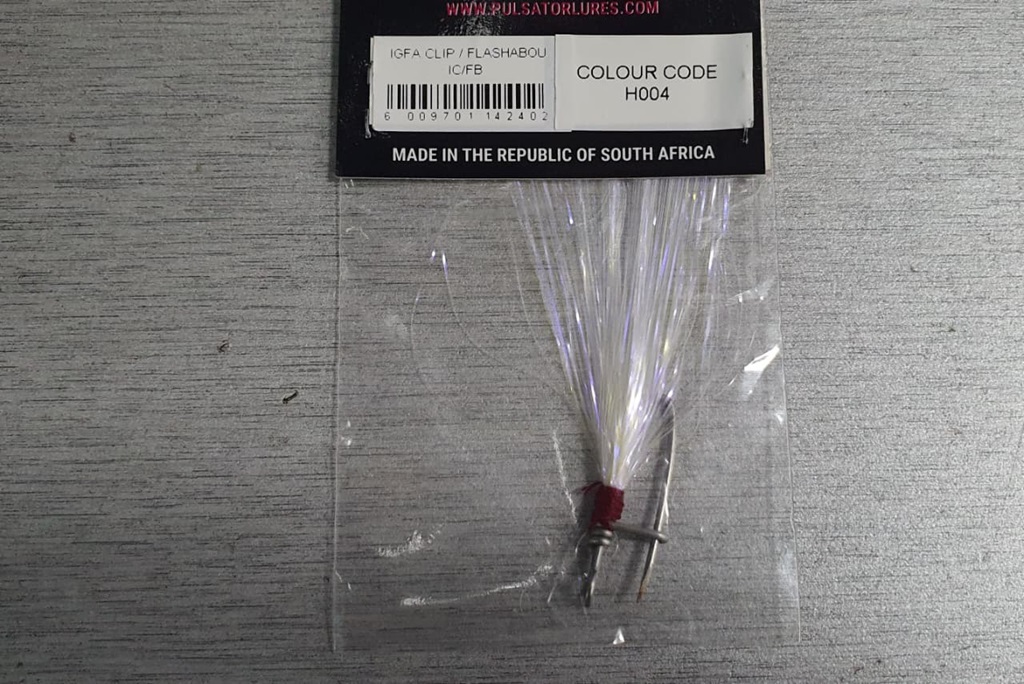 WWW.PULSATORLURES.COM
IGFA CLIP / FLASHABOU
IC/FB
6 009701 142402
COLOUR CODE
H004
MADE IN THE REPUBLIC OF SOUTH AFRICA